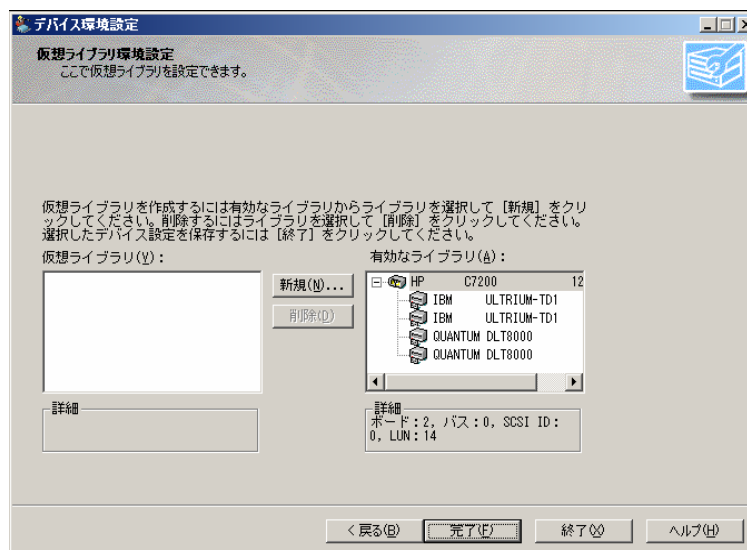 デバイス環境設定
仮想ライブラリ環境設定
ここで仮想ライブラリを設定できます。
仮想ライブラリを作成するには有効なライブラリからライブラリを選択して [新規] をクリ
ックしてください。削除するにはライブラリを選択して [削除] をクリックしてください。
選択したデバイス設定を保存するには [終了] をクリックしてください。
仮想ライブラリ(V):
有効なライブラリ(A):
新規(N)...
削除(D)
HP C7200 12
IBM ULTRIUM-TD1
IBM ULTRIUM-TD1
QUANTUM DLT8000
QUANTUM DLT8000
詳細
詳細
ボード:2, バス:0, SCSI ID:
0, LUN:14
< 戻る(B)
完了(F)
終了(X)
ヘルプ(H)